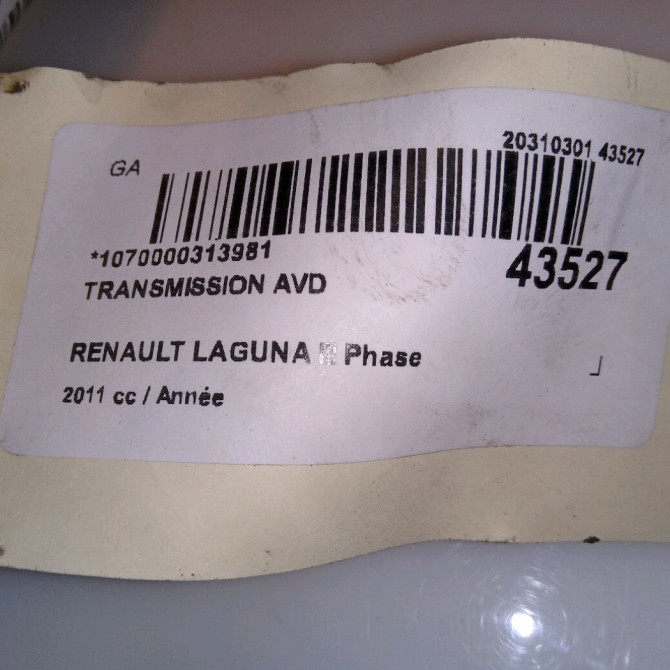 GA
20310301 43527
*1070000313981
43527
TRANSMISSION AVD
RENAULT LAGUNA Phase
2011 cc / Année